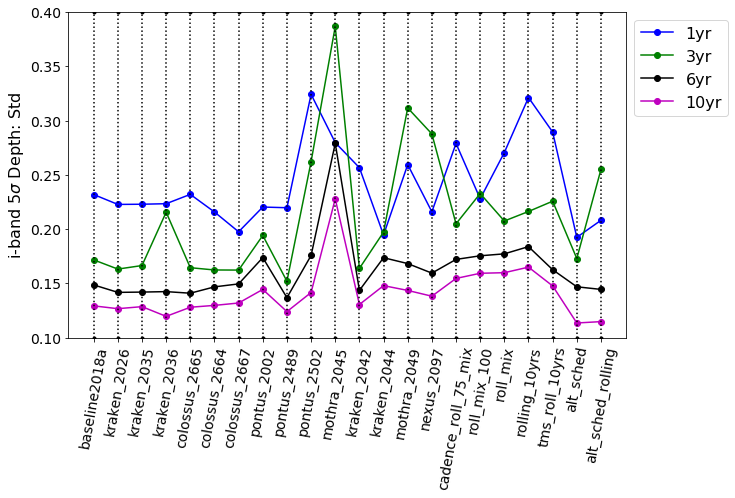 0.40
0.35
0.30
0.25
0.20
0.15
0.10
i-band 5σ Depth: Std
1yr
3yr
6yr
10yr
baseline2018a
kraken_2026
kraken_2035
kraken_2036
colossus_2665
colossus_2664
colossus_2667
pontus_2002
pontus_2489
pontus_2502
mothra_2045
kraken_2042
kraken_2044
mothra_2049
nexus_2097
cadence_roll_75_mix
roll_mix_100
roll_mix
rolling_10yrs
tms_roll_10yrs
alt_sched
alt_sched_rolling